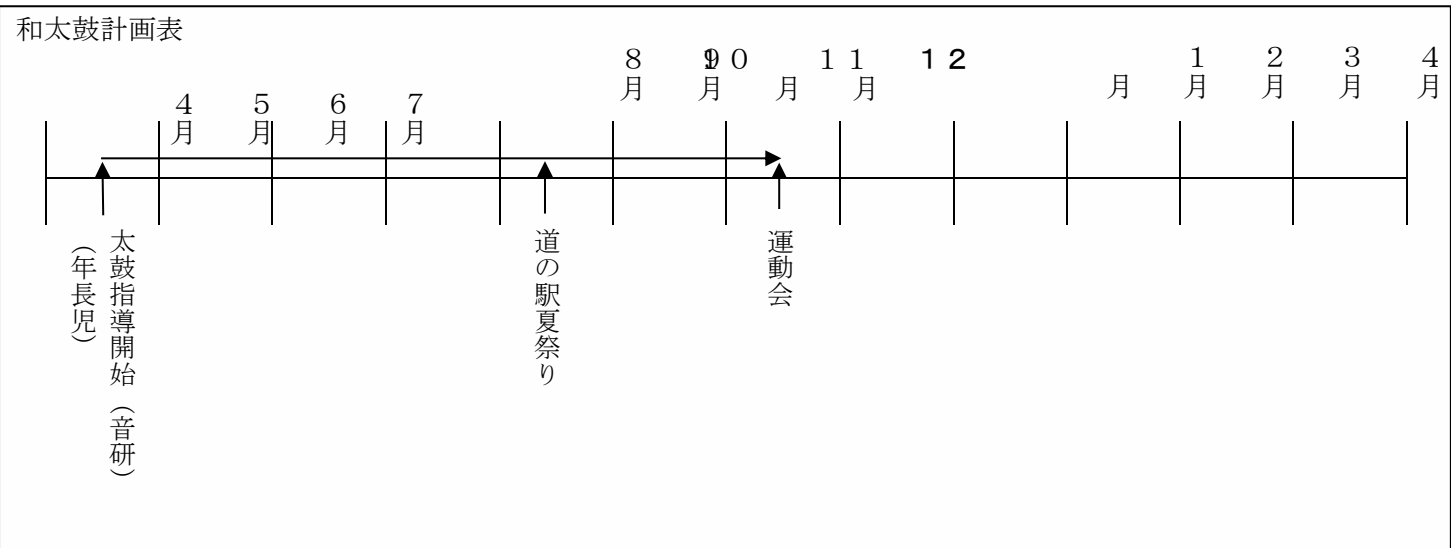 和太鼓計画表
4月
5月
6月
7月
8月
9月
10月
11月
12月
1月
2月
3月
4月
太鼓指導開始（音研）
（年長児）
道の駅夏祭り
運動会